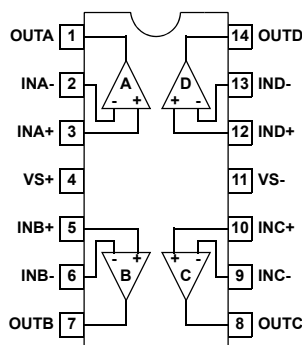 OUTA 1 14 OUTD
INA- 2 A D 13 IND-
- + + -
INA+ 3 12 IND+
VS+ 4 11 VS-
INB+ 5 10 INC+
- + + -
INB- 6 B C 9 INC-
OUTB 7 8 OUTC